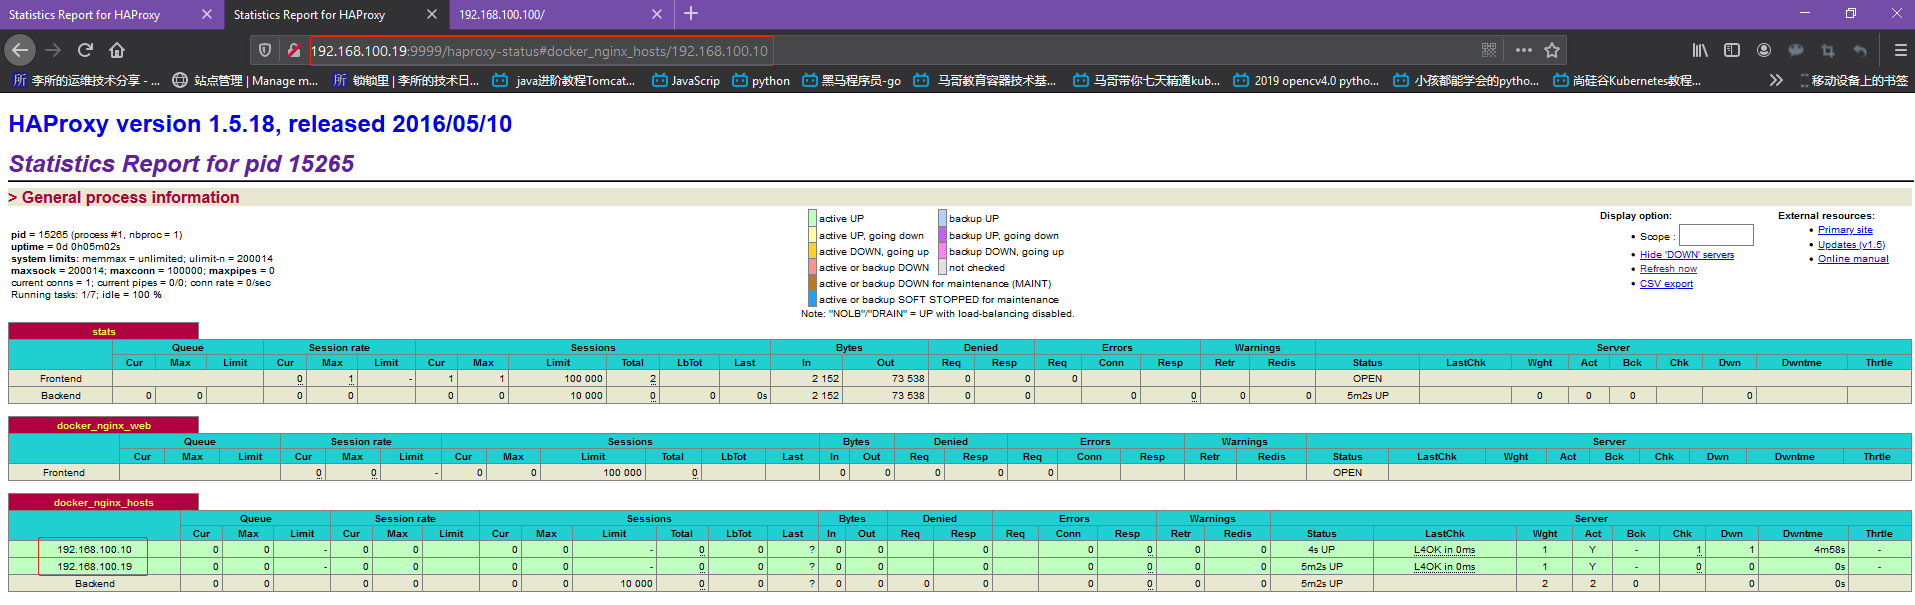 Statistics Report for HAProxy
Statistics Report for HAProxy
192.168.100.100/
192.168.100.19:9999/haproxy-status#docker_nginx_hosts/192.168.100.10
李所的运维技术分享 - ... 站点管理 | Manage m... 锁锁里 | 李所的技术日... java进阶教程Tomcat... JavaScrip python 黑马程序员-go 马哥教育容器技术基... 马哥带你七天精通kub... 2019 opencv4.0 pytho... 小孩都能学会的pytho... 尚硅谷Kubernetes教程... 移动设备上的书签
HAProxy version 1.5.18, released 2016/05/10
Statistics Report for pid 15265
> General process information
pid = 15265 (process #1, nbproc = 1)
uptime = 0d 0h05m02s
system limits: memmax = unlimited; ulimit-n = 200014
maxsock = 200014; maxconn = 100000; maxpipes = 0
current conns = 1; current pipes = 0/0; conn rate = 0/sec
Running tasks: 1/7; idle = 100 %
active UP backup UP
active UP, going down backup UP, going down
active DOWN, going up backup DOWN, going up
active or backup DOWN not checked
active or backup DOWN for maintenance (MAINT)
active or backup SOFT STOPPED for maintenance
Note: "NOLB"/"DRAIN" = UP with load-balancing disabled.
Display option:
Scope :
Hide 'DOWN' servers
Refresh now
CSV export
External resources:
Primary site
Updates (v1.5)
Online manual
stats
Queue Session rate Sessions Bytes Denied Errors Warnings Server
Cur Max Limit Cur Max Limit Cur Max Limit Total LbTot Last In Out Req Resp Req Conn Resp Retr Redis Status LastChk Wght Act Bck Chk Dwn Dwntme Thrtle
Frontend 0 1 - 1 1 100 000 2 2 152 73 538 0 0 0 OPEN
Backend 0 0 0 0 0 0 10 000 0 0s 2 152 73 538 0 0 0 0 0 0 5m2s UP 0 0 0 0
docker_nginx_web
Queue Session rate Sessions Bytes Denied Errors Warnings Server
Cur Max Limit Cur Max Limit Cur Max Limit Total LbTot Last In Out Req Resp Req Conn Resp Retr Redis Status LastChk Wght Act Bck Chk Dwn Dwntme Thrtle
Frontend 0 0 - 0 0 100 000 0 0 0 0 0 0 OPEN
docker_nginx_hosts
Queue Session rate Sessions Bytes Denied Errors Warnings Server
Cur Max Limit Cur Max Limit Cur Max Limit Total LbTot Last In Out Req Resp Req Conn Resp Retr Redis Status LastChk Wght Act Bck Chk Dwn Dwntme Thrtle
192.168.100.10 0 0 - 0 0 0 0 - 0 0 ? 0 0 0 0 0 0 0 4s UP L4OK in 0ms 1 Y - 1 1 4m58s -
192.168.100.19 0 0 - 0 0 0 0 - 0 0 ? 0 0 0 0 0 0 0 5m2s UP L4OK in 0ms 1 Y - 0 0 0s -
Backend 0 0 0 0 0 0 10 000 0 0 ? 0 0 0 0 0 0 0 0 5m2s UP 2 2 0 0 0s